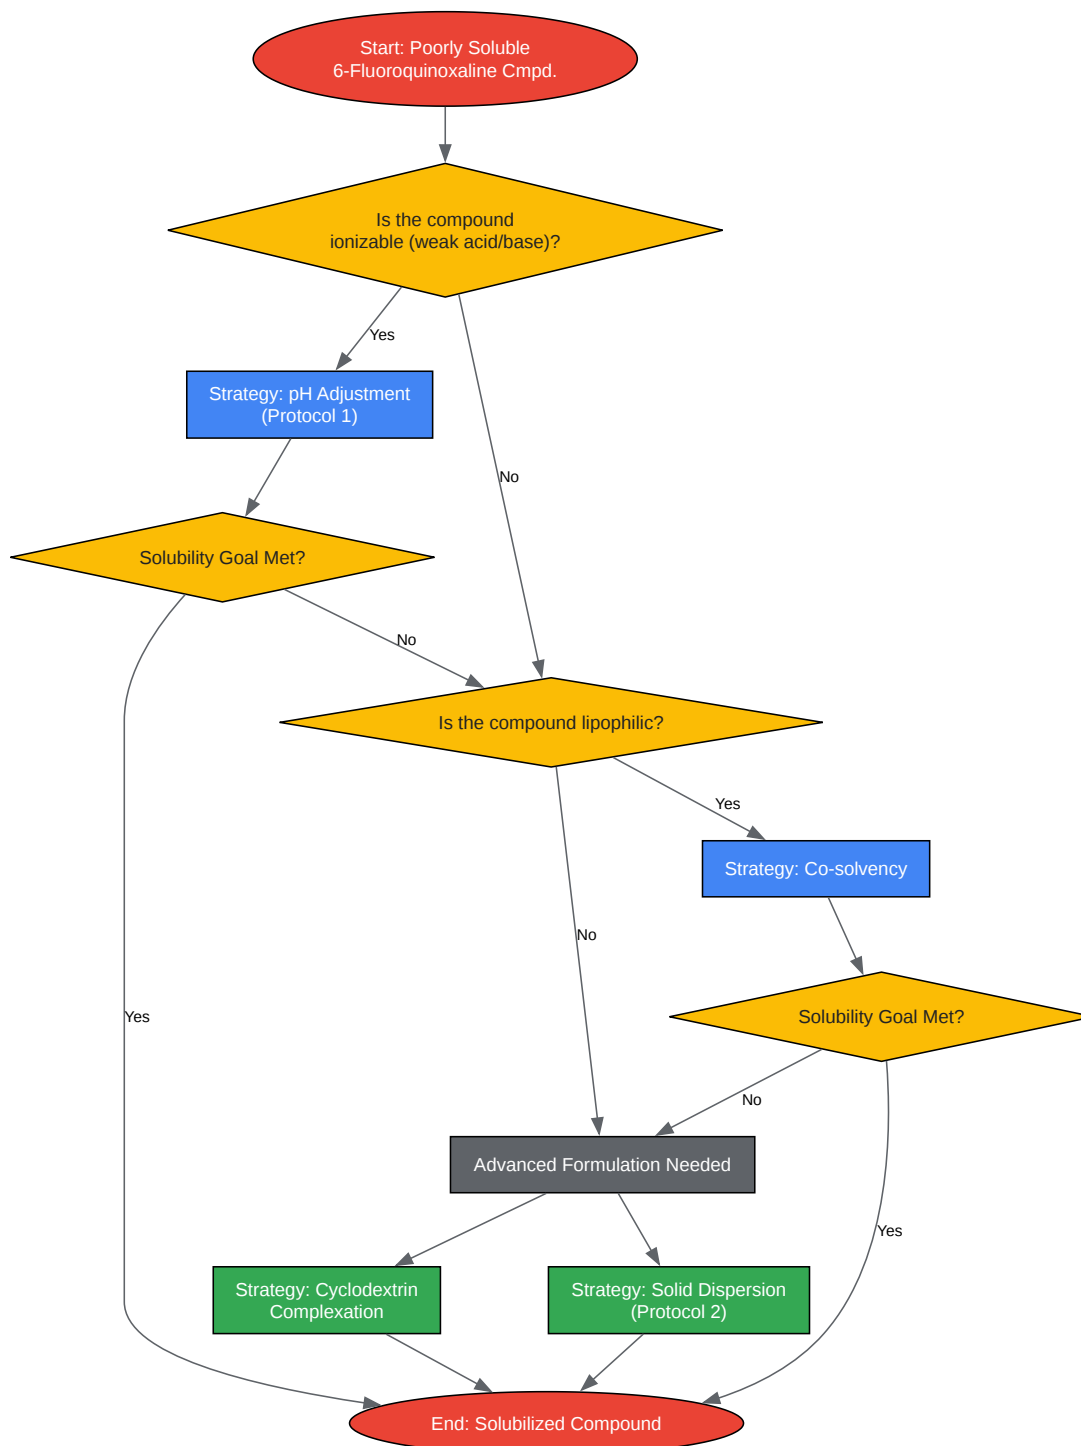 Start: Poorly Soluble
6-Fluoroquinoxaline Cmpd.
Is the compound
ionizable (weak acid/base)?
Yes
Strategy: pH Adjustment
(Protocol 1)
No
Solubility Goal Met?
No
Is the compound lipophilic?
Yes
Strategy: Co-solvency
No
Solubility Goal Met?
Yes
No
Advanced Formulation Needed
Yes
Strategy: Cyclodextrin
Complexation
Strategy: Solid Dispersion
(Protocol 2)
End: Solubilized Compound